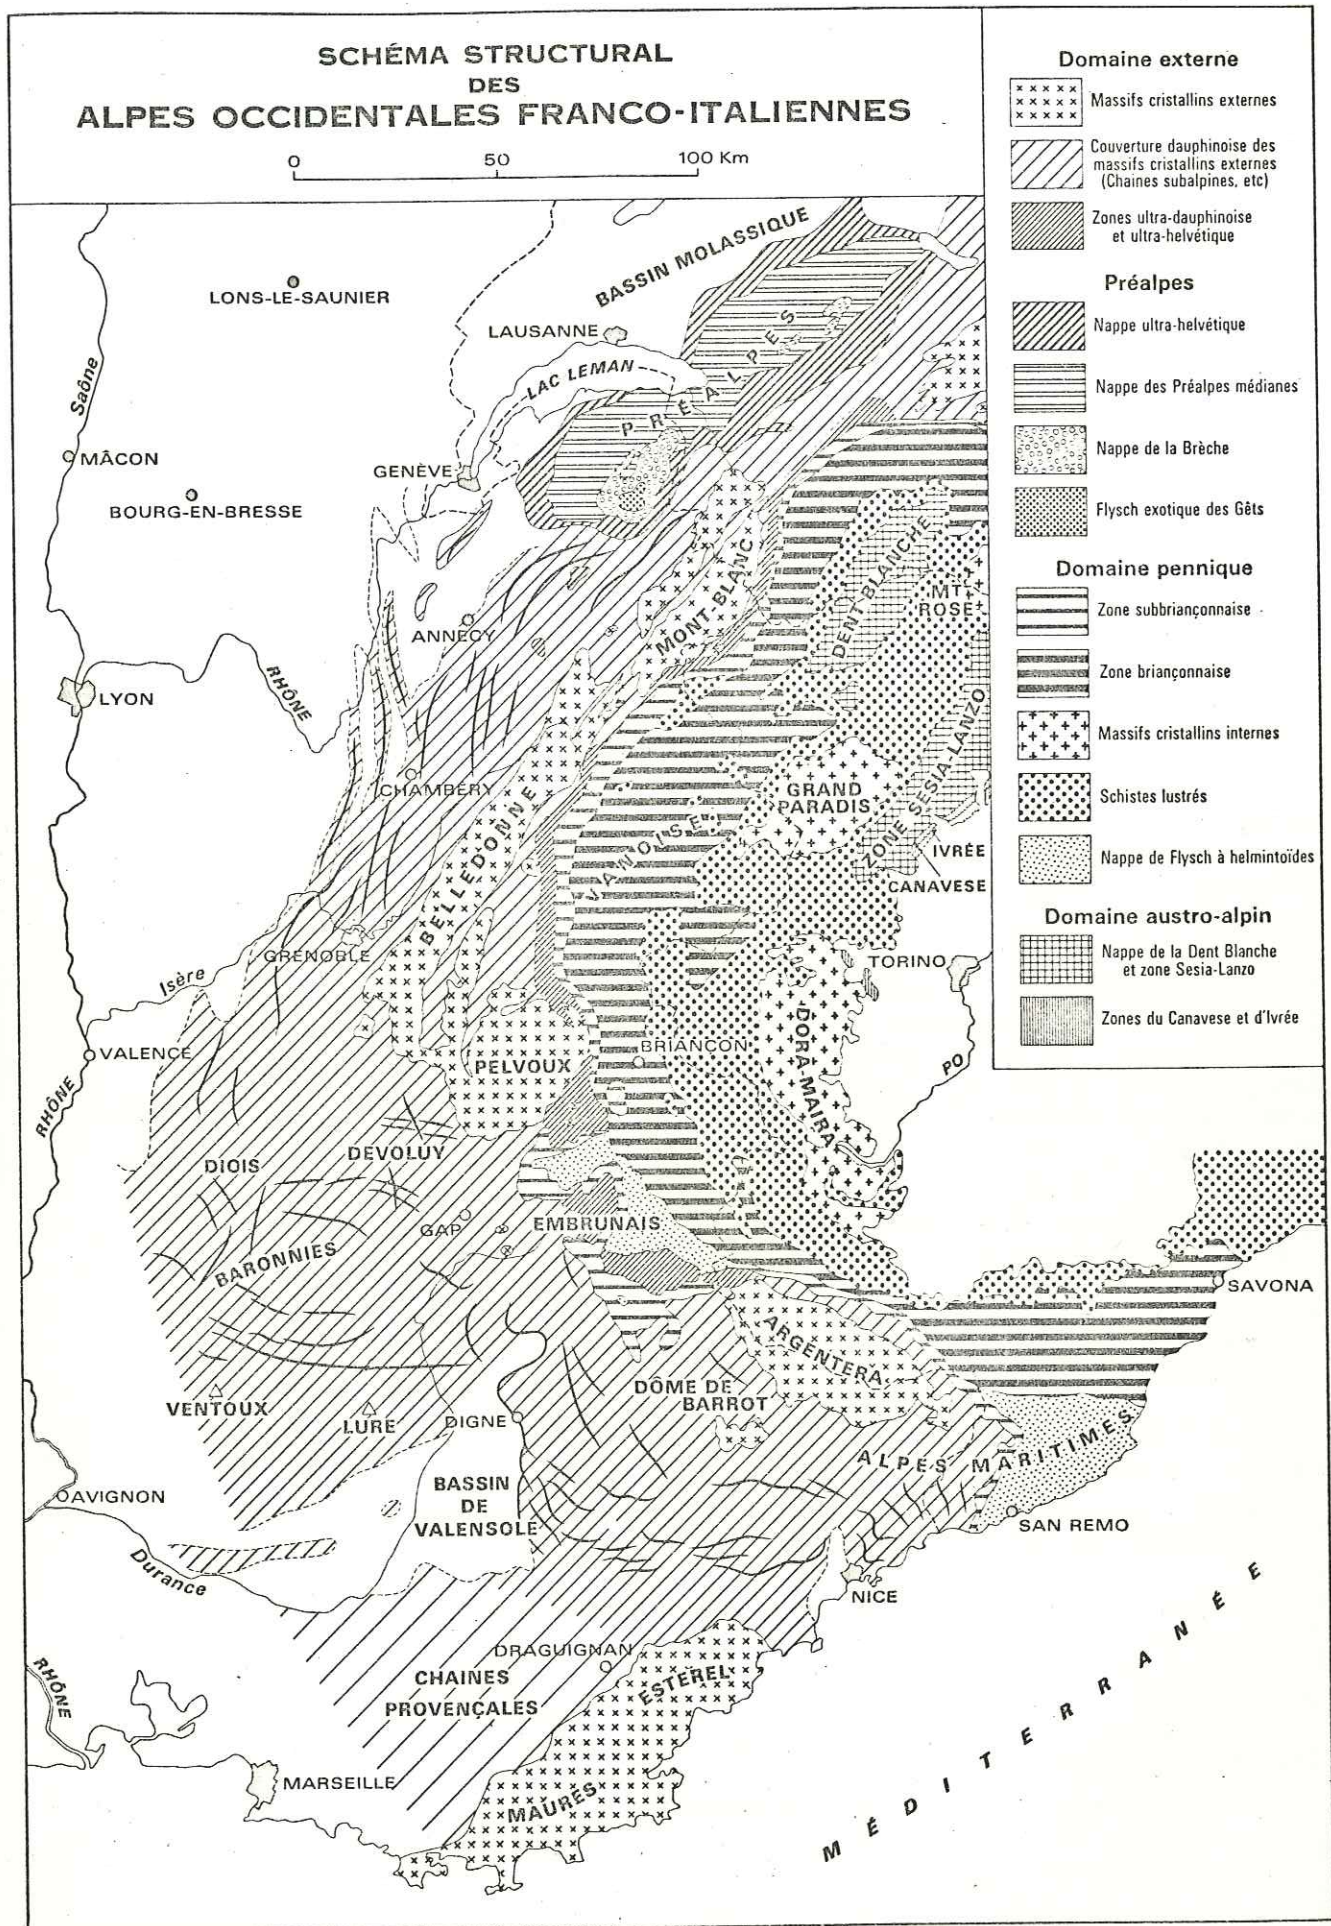 SCHÉMA STRUCTURAL
DES
ALPES OCCIDENTALES FRANCO-ITALIENNES
0 50 100 Km
Domaine externe
Massifs cristallins externes
Couverture dauphinoise des
massifs cristallins externes
(Chaines subalpines, etc)
Zones ultra-dauphinoise
et ultra-helvétique
Préalpes
Nappe ultra-helvétique
Nappe des Préalpes médianes
Nappe de la Brèche
Flysch exotique des Gêts
Domaine pennique
Zone subbriançonnaise
Zone briançonnaise
Massifs cristallins internes
Schistes lustrés
Nappe de Flysch à helmintoïdes
Domaine austro-alpin
Nappe de la Dent Blanche
et zone Sesia-Lanzo
Zones du Canavese et d'Ivrée
BASSIN MOLASSIQUE
LONS-LE-SAUNIER
LAUSANNE
LAC LEMAN
PRÉALPES
Saône
MÂCON
GENÈVE
BOURG-EN-BRESSE
MONT-BLANC
DENT-BLANCHE
MT
ROSE
ANNECY
RHÔNE
LYON
CHAMBÉRY
BELLEDONNE
VANOISE
GRAND
PARADIS
ZONE SESIA-LANZO
IVRÉE
CANAVESE
GRENOBLE
Isère
TORINO
DORA-MAIRA
VALENCE
PELVOUX
BRIANÇON
PO
RHÔNE
DIOIS
DEVOLUY
GAP
EMBRUNAIS
BARONNIES
SAVONA
ARGENTERA
VENTOUX
LURE
DIGNE
DÔME DE
BARROT
ALPES MARITIMES
AVIGNON
BASSIN
DE
VALENSOLE
SAN REMO
Durance
NICE
DRAGUIGNAN
CHAINES
PROVENÇALES
ESTEREL
RHÔNE
MARSEILLE
MAURES
MÉDITERRANÉE